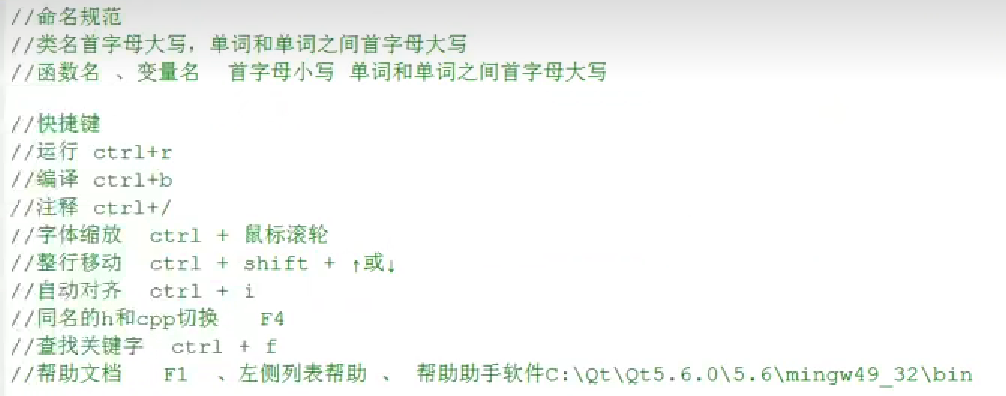 //命名规范
//类名首字母大写，单词和单词之间首字母大写
//函数名 、变量名  首字母小写 单词和单词之间首字母大写
//快捷键
//运行 ctrl+r
//编译 ctrl+b
//注释 ctrl+/
//字体缩放  ctrl + 鼠标滚轮
//整行移动  ctrl + shift + ↑或↓
//自动对齐  ctrl + i
//同名的h和cpp切换   F4
//查找关键字  ctrl + f
//帮助文档   F1  、左侧列表帮助 、 帮助助手软件C:\Qt\Qt5.6.0\5.6\mingw49_32\bin